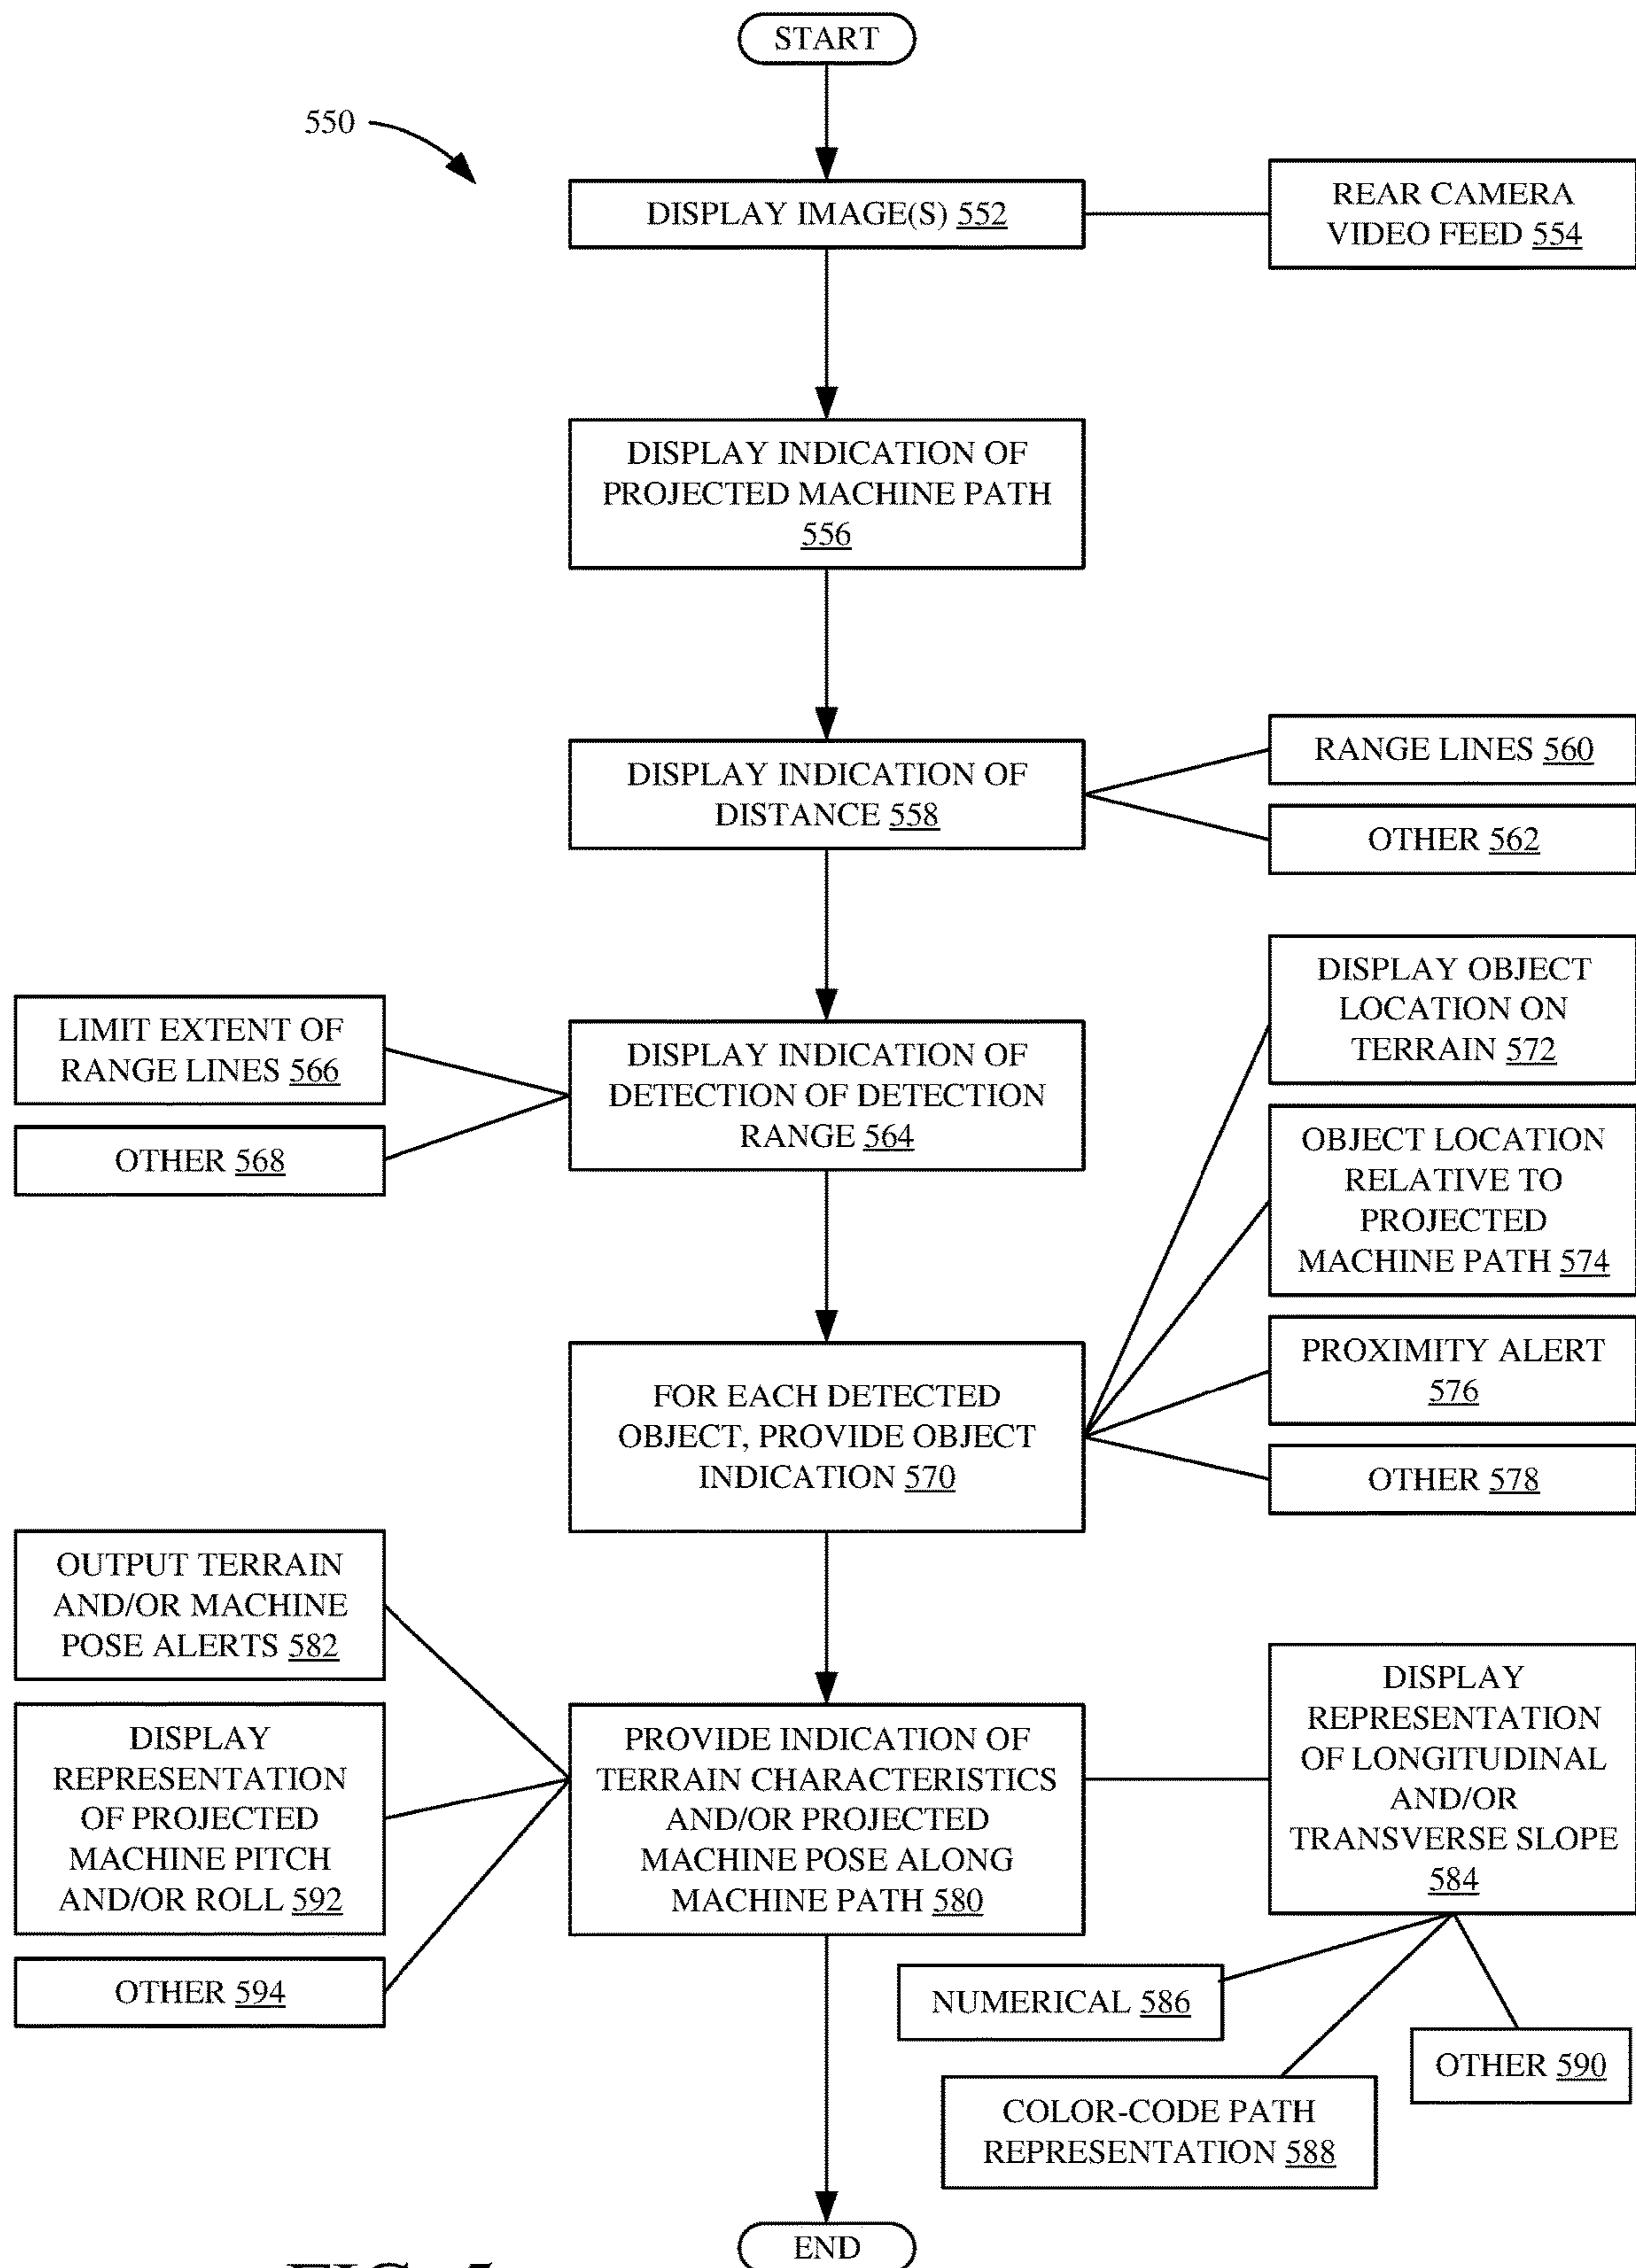 START
550
DISPLAY IMAGE(S) 552
REAR CAMERA
VIDEO FEED 554
DISPLAY INDICATION OF
PROJECTED MACHINE PATH
556
DISPLAY INDICATION OF
DISTANCE 558
RANGE LINES 560
OTHER 562
LIMIT EXTENT OF
RANGE LINES 566
OTHER 568
DISPLAY INDICATION OF
DETECTION OF DETECTION
RANGE 564
DISPLAY OBJECT
LOCATION ON
TERRAIN 572
OBJECT LOCATION
RELATIVE TO
PROJECTED
MACHINE PATH 574
PROXIMITY ALERT
576
OTHER 578
FOR EACH DETECTED
OBJECT, PROVIDE OBJECT
INDICATION 570
OUTPUT TERRAIN
AND/OR MACHINE
POSE ALERTS 582
DISPLAY
REPRESENTATION
OF PROJECTED
MACHINE PITCH
AND/OR ROLL 592
OTHER 594
PROVIDE INDICATION OF
TERRAIN CHARACTERISTICS
AND/OR PROJECTED
MACHINE POSE ALONG
MACHINE PATH 580
DISPLAY
REPRESENTATION
OF LONGITUDINAL
AND/OR
TRANSVERSE SLOPE
584
NUMERICAL 586
OTHER 590
COLOR-CODE PATH
REPRESENTATION 588
END